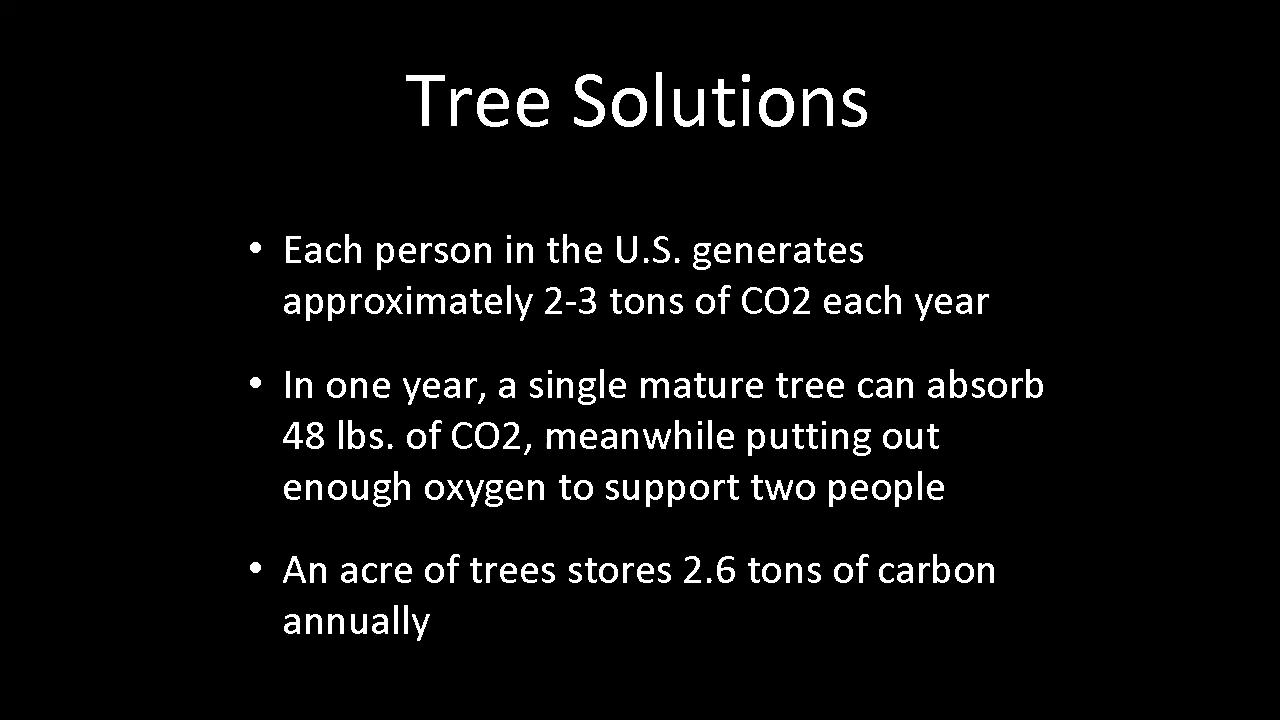 Tree Solutions
• Each person in the U.S. generates
approximately 2-3 tons of CO2 each year
• In one year, a single mature tree can absorb
48 lbs. of CO2, meanwhile putting out
enough oxygen to support two people
• An acre of trees stores 2.6 tons of carbon
annually